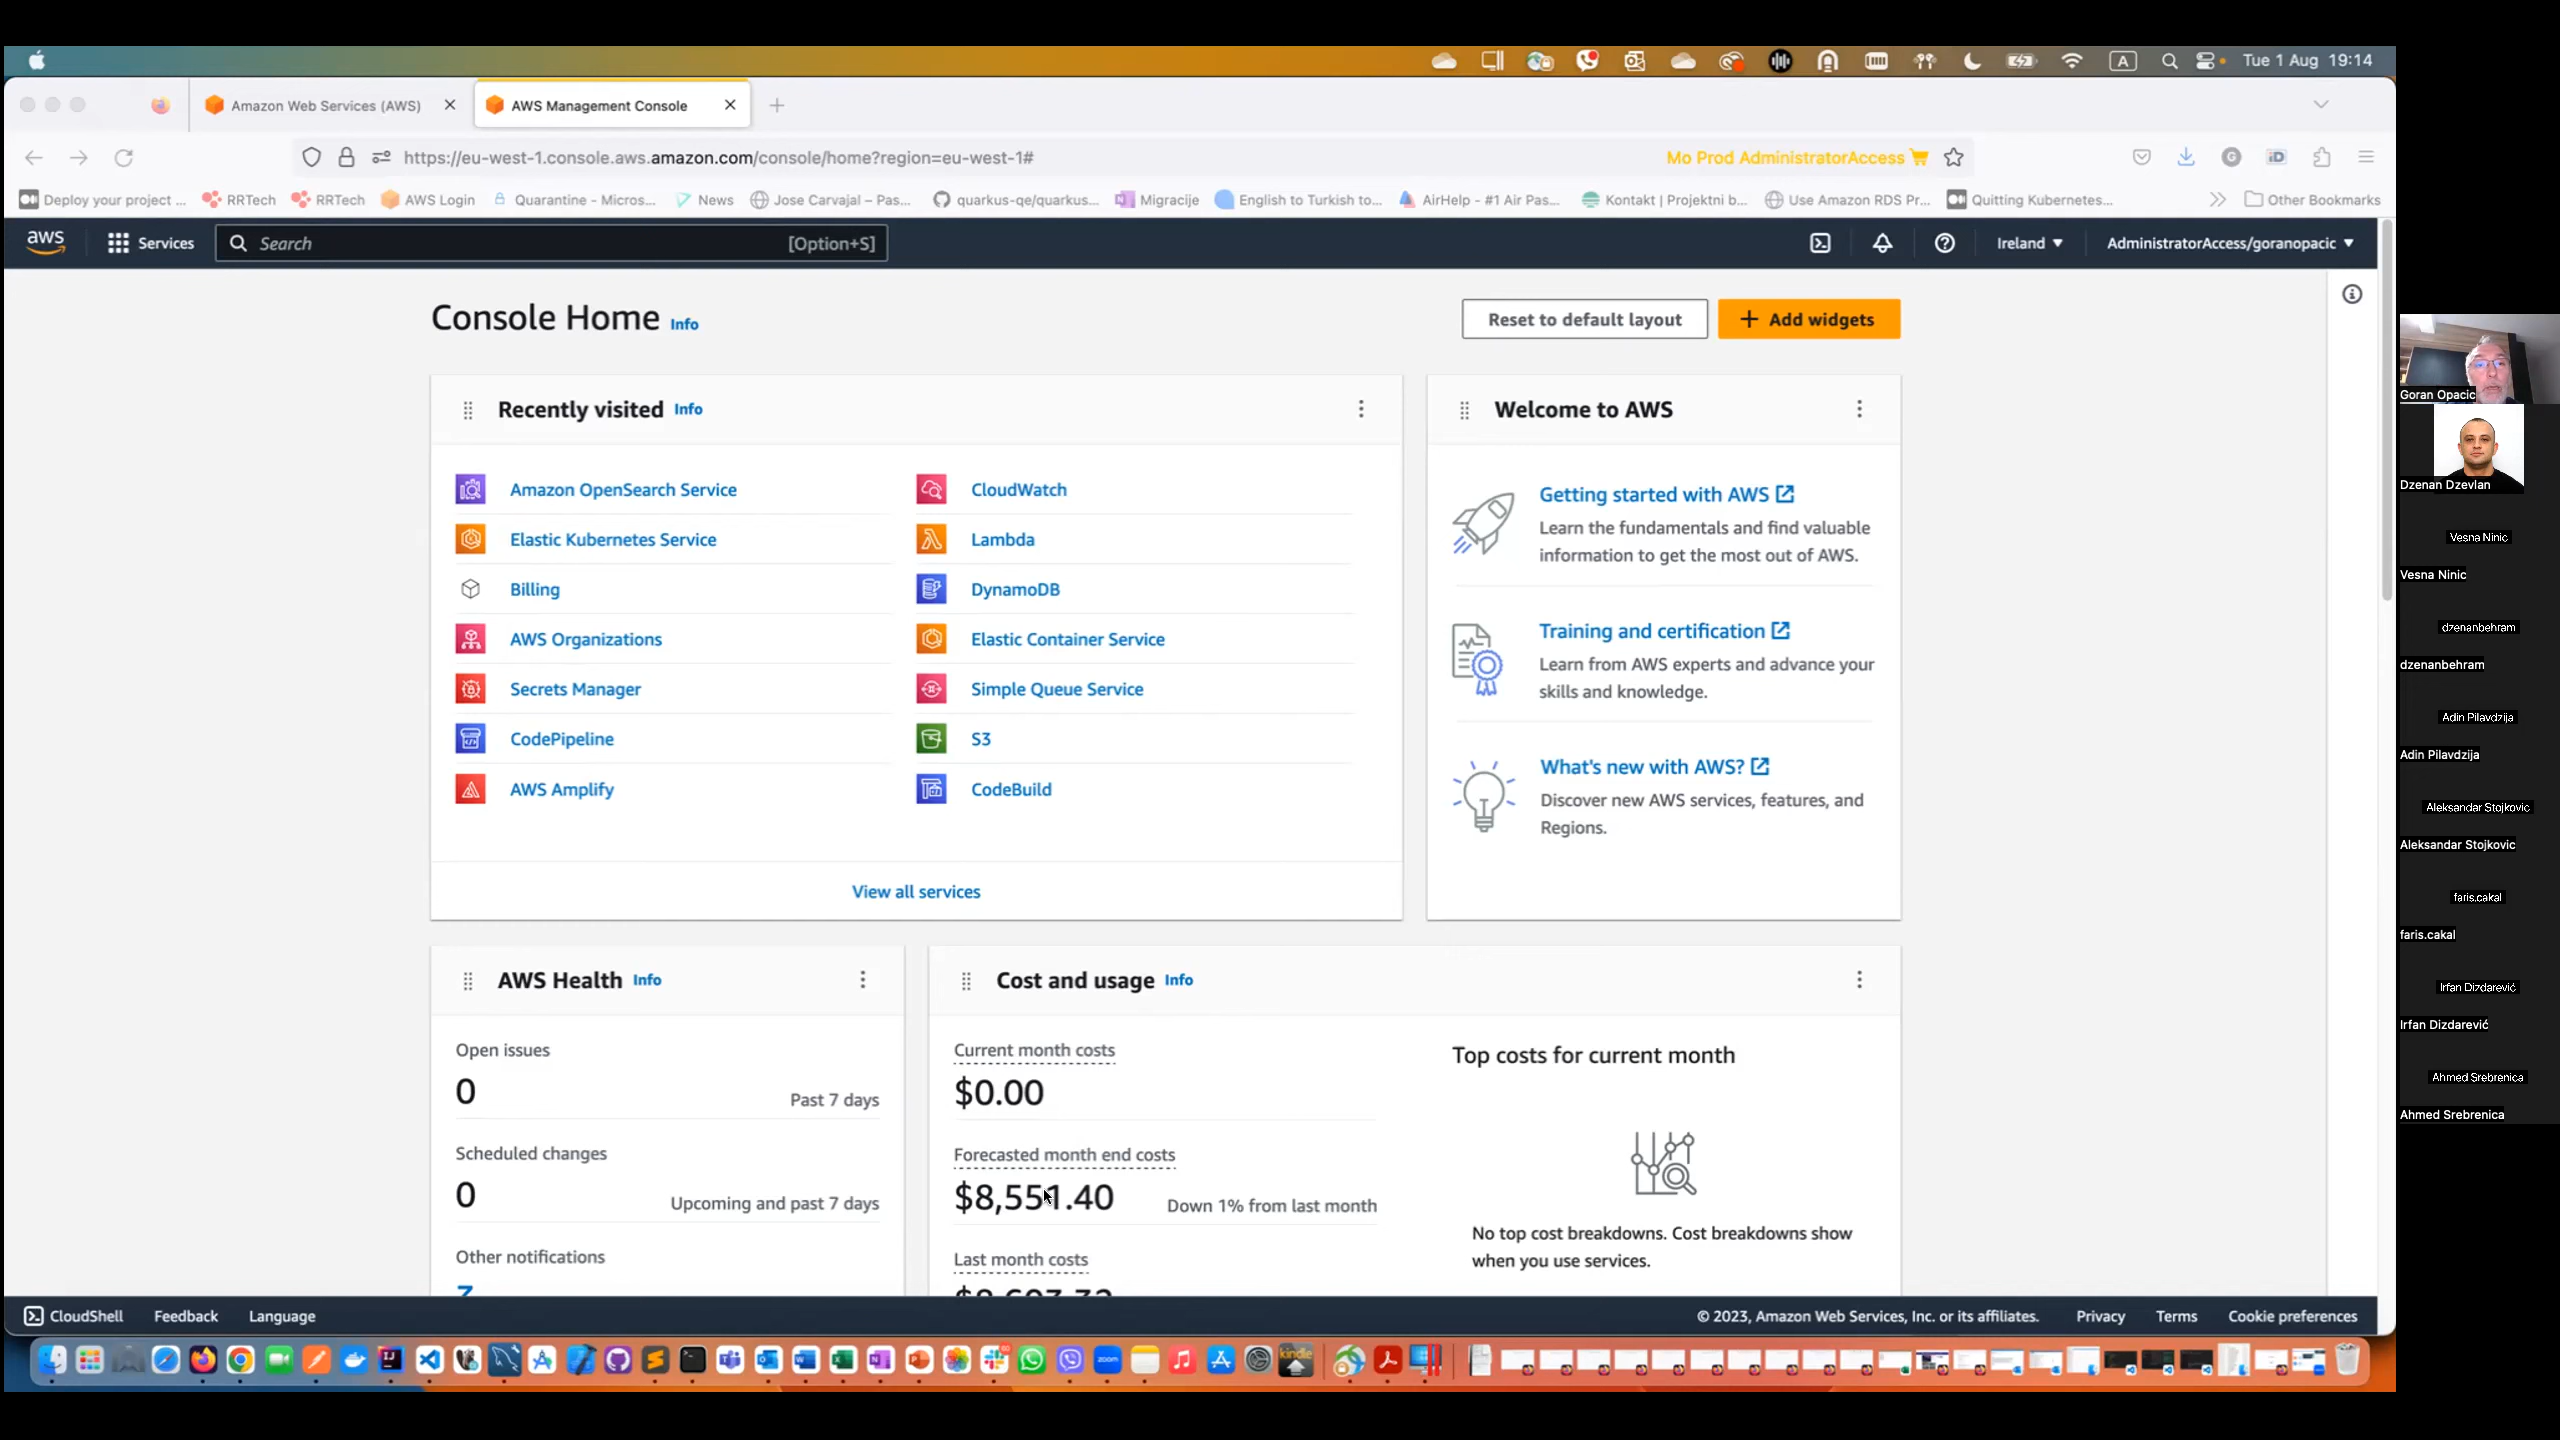 Tue 1 Aug 19:14
Amazon Web Services (AWS)
AWS Management Console
https://eu-west-1.console.aws.amazon.com/console/home?region=eu-west-1#
Mo Prod AdministratorAccess
Deploy your project ...
RRTech
RRTech
AWS Login
Quarantine - Micros...
News
Jose Carvajal – Pas...
quarkus-qe/quarkus...
Migracije
English to Turkish to...
AirHelp - #1 Air Pas...
Kontakt | Projektni b...
Use Amazon RDS Pr...
Quitting Kubernetes...
Other Bookmarks
aws
Services
Search
[Option+S]
Ireland
AdministratorAccess/goranopacic
Console Home Info
Reset to default layout
+ Add widgets
Recently visited Info
Amazon OpenSearch Service
Elastic Kubernetes Service
Billing
AWS Organizations
Secrets Manager
CodePipeline
AWS Amplify
CloudWatch
Lambda
DynamoDB
Elastic Container Service
Simple Queue Service
S3
CodeBuild
View all services
Welcome to AWS
Getting started with AWS
Learn the fundamentals and find valuable
information to get the most out of AWS.
Training and certification
Learn from AWS experts and advance your
skills and knowledge.
What's new with AWS?
Discover new AWS services, features, and
Regions.
AWS Health Info
Open issues
0
Past 7 days
Scheduled changes
0
Upcoming and past 7 days
Other notifications
Cost and usage Info
Current month costs
$0.00
Forecasted month end costs
$8,551.40
Down 1% from last month
Last month costs
Top costs for current month
No top cost breakdowns. Cost breakdowns show
when you use services.
CloudShell
Feedback
Language
© 2023, Amazon Web Services, Inc. or its affiliates.
Privacy
Terms
Cookie preferences
zoom
kindle
Goran Opacic
Dzenan Dzevlan
Vesna Ninic
Vesna Ninic
dzenanbehram
dzenanbehram
Adin Pilavdzija
Adin Pilavdzija
Aleksandar Stojkovic
Aleksandar Stojkovic
faris.cakal
faris.cakal
Irfan Dizdarević
Irfan Dizdarević
Ahmed Srebrenica
Ahmed Srebrenica